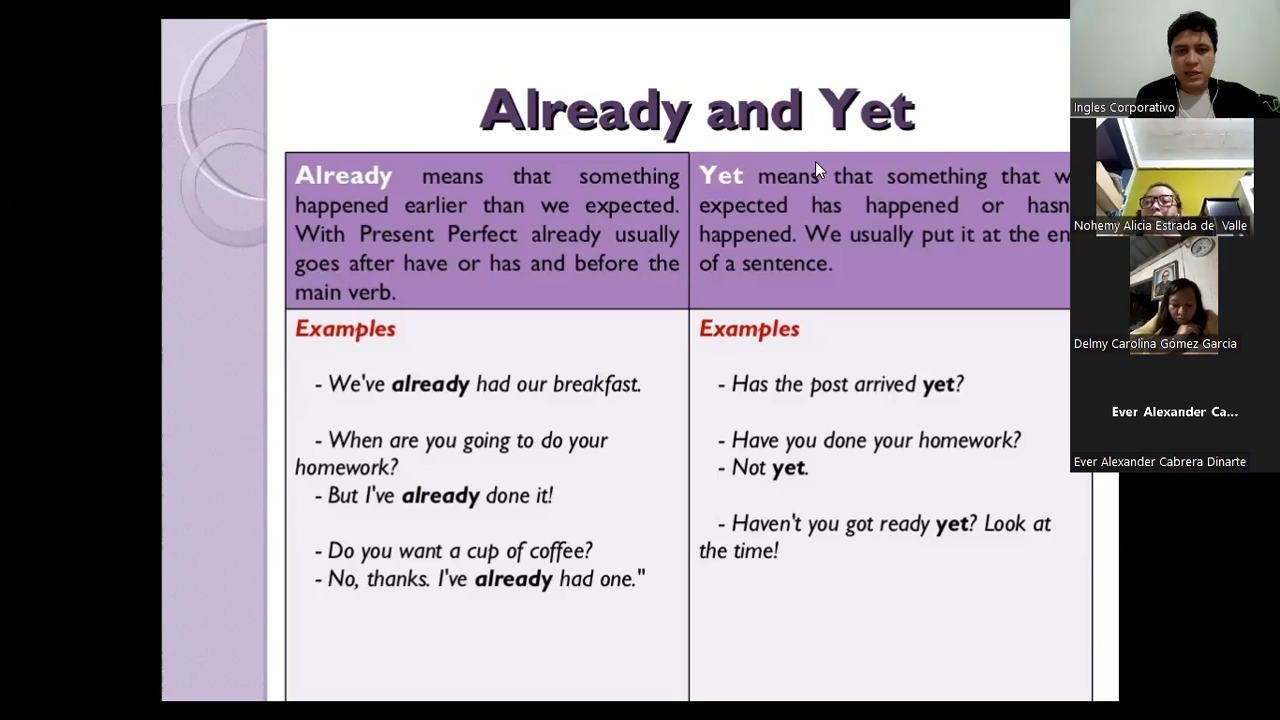 Already and Yet
Already means that something
happened earlier than we expected.
With Present Perfect already usually
goes after have or has and before the
main verb.
Yet means that something that w
expected has happened or hasn
happened. We usually put it at the en
of a sentence.
Examples
- We've already had our breakfast.
- When are you going to do your
homework?
- But I've already done it!
- Do you want a cup of coffee?
- No, thanks. I've already had one."
Examples
- Has the post arrived yet?
- Have you done your homework?
- Not yet.
- Haven't you got ready yet? Look at
the time!
Ingles Corporativo
Nohemy Alicia Estrada de Valle
Delmy Carolina Gómez Garcia
Ever Alexander Ca...
Ever Alexander Cabrera Dinarte